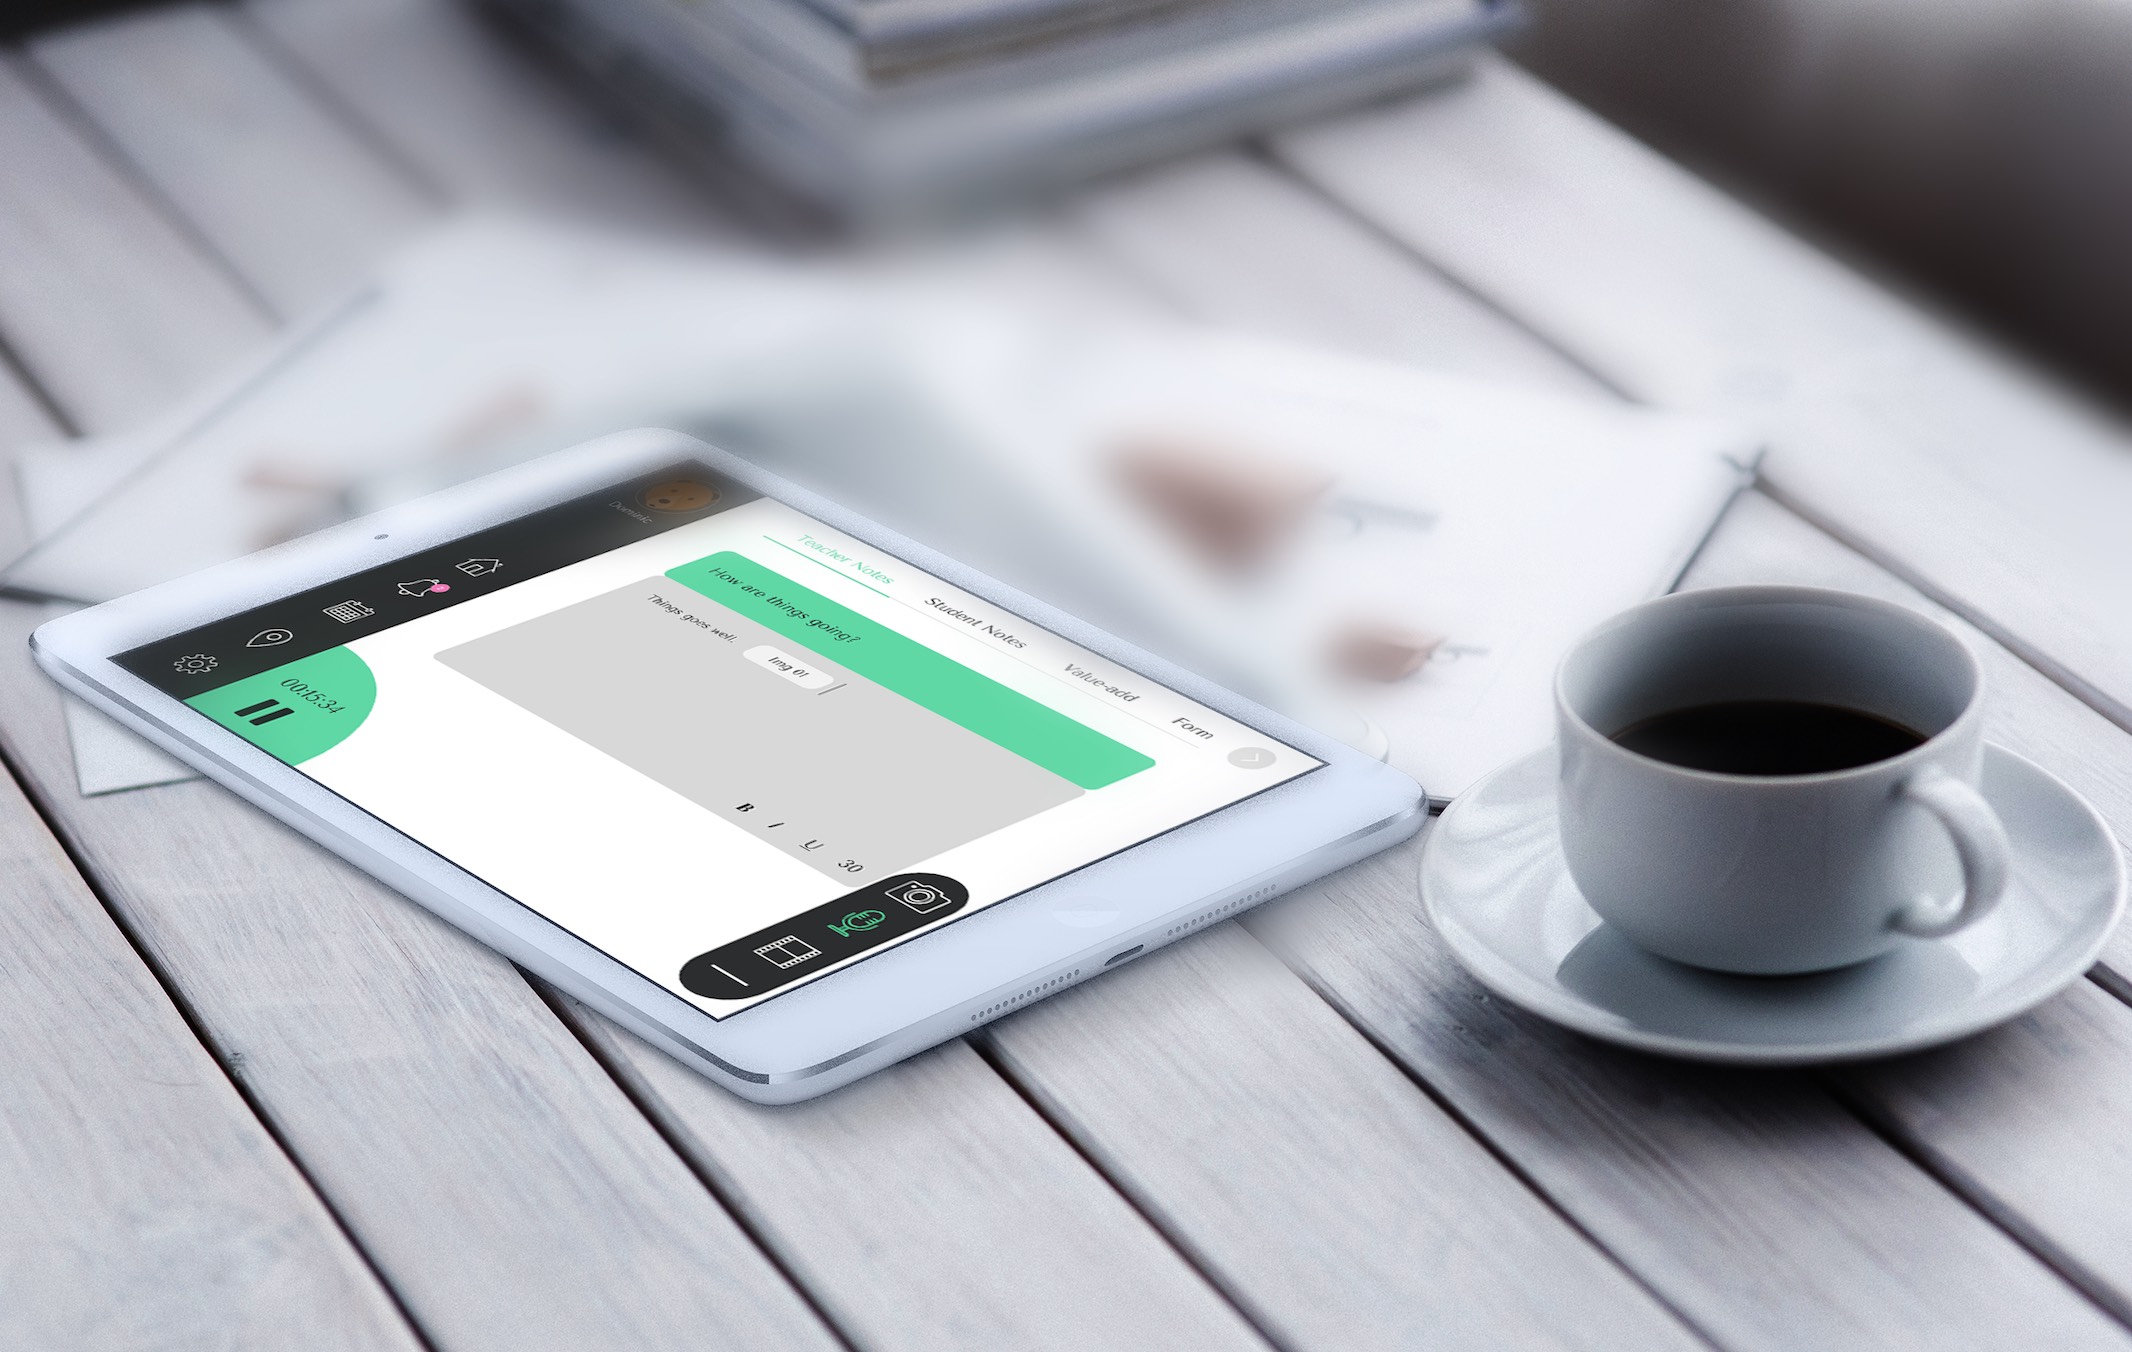 Dominic
Teacher Notes
Student Notes
Value-add
Form
How are things going?
Things goes well.
Img 01
B I U 30
00:15:34